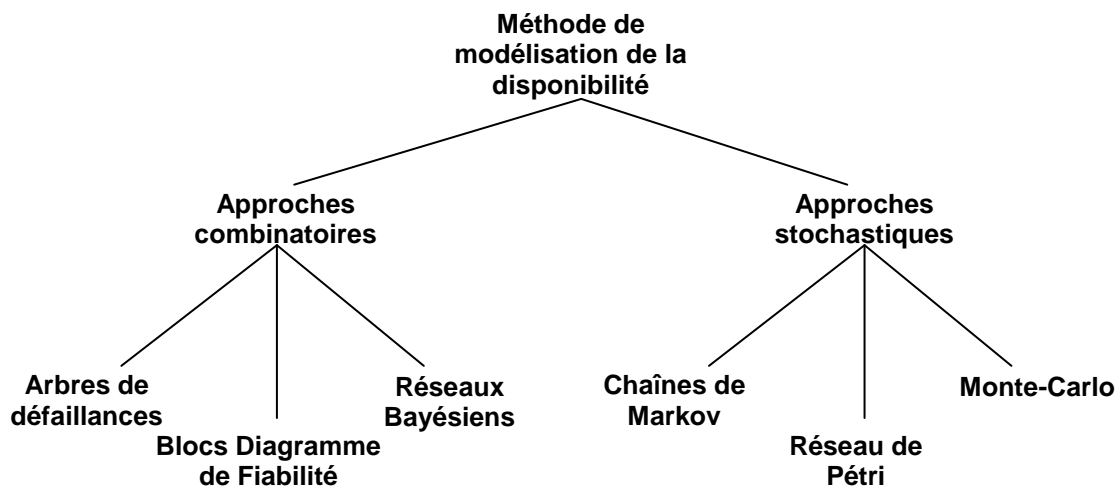 Méthode de
modélisation de la
disponibilité
Approches
combinatoires
Approches
stochastiques
Arbres de
défaillances
Blocs Diagramme
de Fiabilité
Réseaux
Bayésiens
Chaînes de
Markov
Réseau de
Pétri
Monte-Carlo